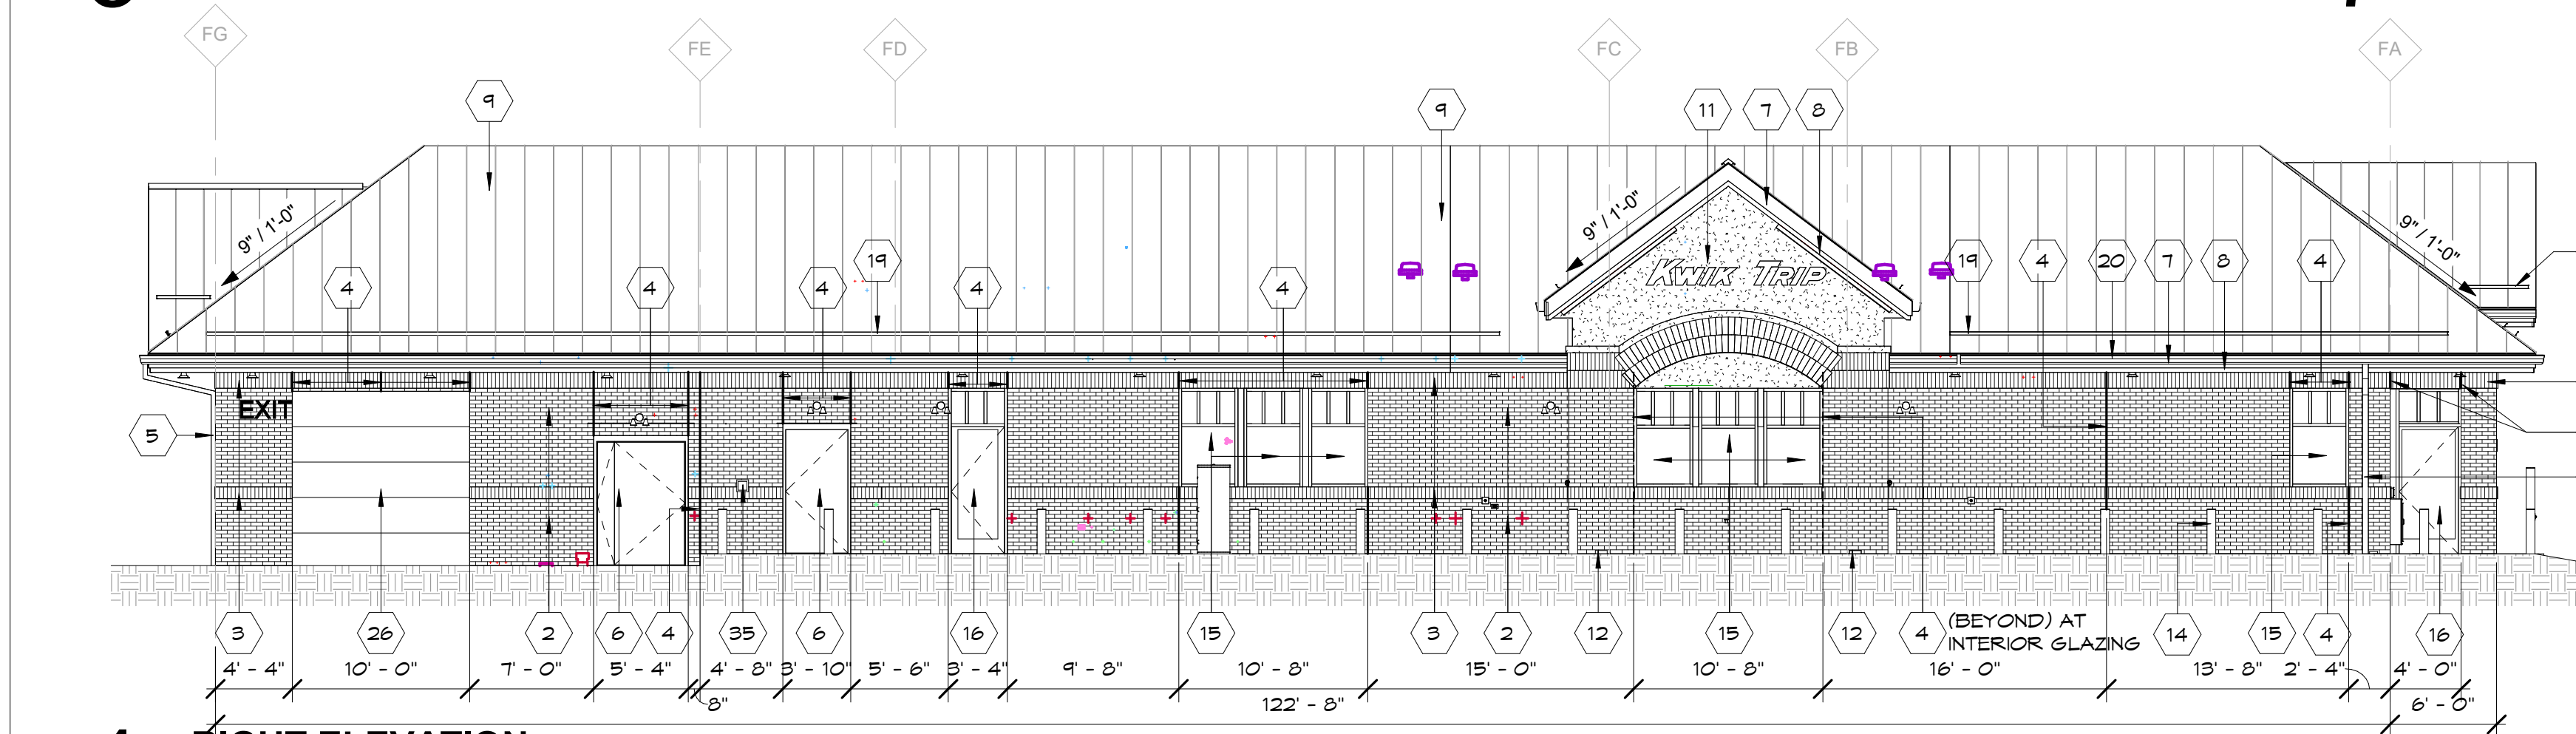 FG FE FD FC FB FA
9 9 11 7 8
9" / 1'-0" 9" / 1'-0" 9" / 1'-0"
4 4 4 19 4 4 19 4 20 7 8 4
KWIK TRIP
EXIT
5
3 26 2 6 4 35 6 16 15 3 2 12 15 12 4 (BEYOND) AT 14 15 4 16
INTERIOR GLAZING
4' - 4" 10' - 0" 7' - 0" 5' - 4" 4' - 8" 3' - 10" 5' - 6" 3' - 4" 9' - 8" 10' - 8" 15' - 0" 10' - 8" 16' - 0" 13' - 8" 2' - 4" 4' - 0"
8" 122' - 8" 6' - 0"
RIGHT ELEVATION